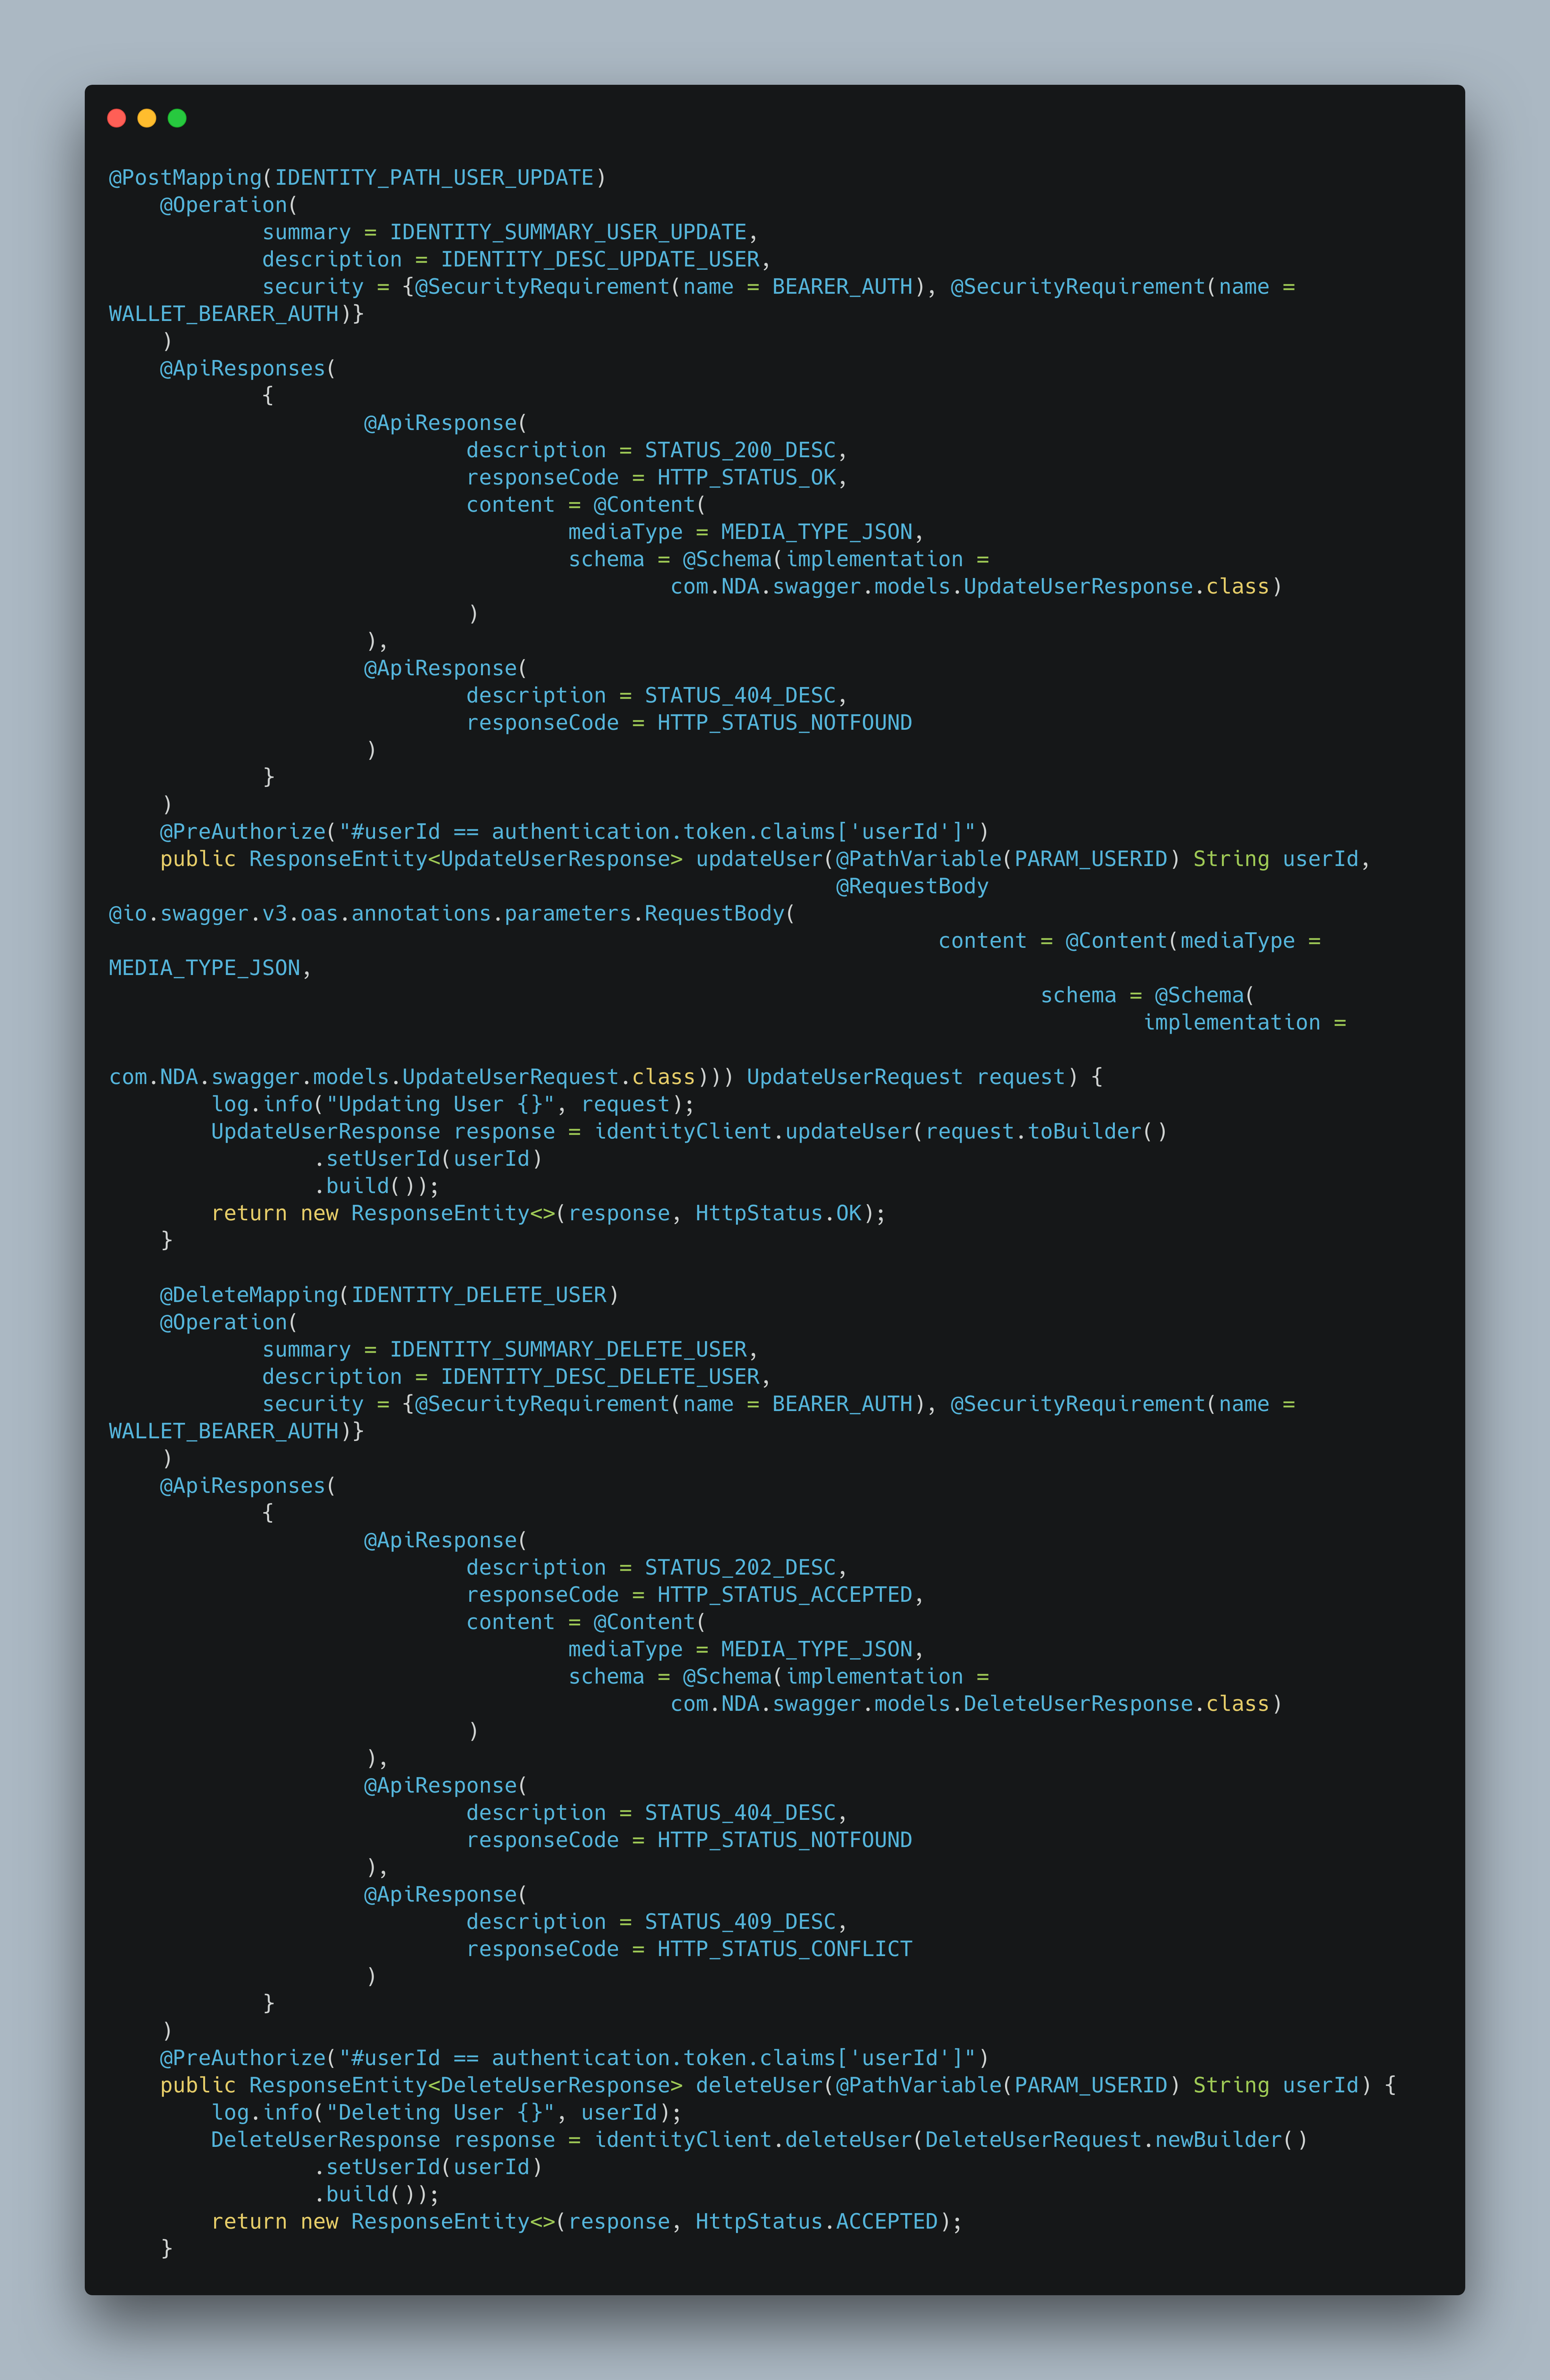 @PostMapping(IDENTITY_PATH_USER_UPDATE)
    @Operation(
            summary = IDENTITY_SUMMARY_USER_UPDATE,
            description = IDENTITY_DESC_UPDATE_USER,
            security = {@SecurityRequirement(name = BEARER_AUTH), @SecurityRequirement(name =
WALLET_BEARER_AUTH)}
    )
    @ApiResponses(
            {
                    @ApiResponse(
                            description = STATUS_200_DESC,
                            responseCode = HTTP_STATUS_OK,
                            content = @Content(
                                    mediaType = MEDIA_TYPE_JSON,
                                    schema = @Schema(implementation =
                                            com.NDA.swagger.models.UpdateUserResponse.class)
                            )
                    ),
                    @ApiResponse(
                            description = STATUS_404_DESC,
                            responseCode = HTTP_STATUS_NOTFOUND
                    )
            }
    )
    @PreAuthorize("#userId == authentication.token.claims['userId']")
    public ResponseEntity<UpdateUserResponse> updateUser(@PathVariable(PARAM_USERID) String userId,
                                                         @RequestBody
@io.swagger.v3.oas.annotations.parameters.RequestBody(
                                                                 content = @Content(mediaType =
MEDIA_TYPE_JSON,
                                                                         schema = @Schema(
                                                                                 implementation =

com.NDA.swagger.models.UpdateUserRequest.class))) UpdateUserRequest request) {
        log.info("Updating User {}", request);
        UpdateUserResponse response = identityClient.updateUser(request.toBuilder()
                .setUserId(userId)
                .build());
        return new ResponseEntity<>(response, HttpStatus.OK);
    }

    @DeleteMapping(IDENTITY_DELETE_USER)
    @Operation(
            summary = IDENTITY_SUMMARY_DELETE_USER,
            description = IDENTITY_DESC_DELETE_USER,
            security = {@SecurityRequirement(name = BEARER_AUTH), @SecurityRequirement(name =
WALLET_BEARER_AUTH)}
    )
    @ApiResponses(
            {
                    @ApiResponse(
                            description = STATUS_202_DESC,
                            responseCode = HTTP_STATUS_ACCEPTED,
                            content = @Content(
                                    mediaType = MEDIA_TYPE_JSON,
                                    schema = @Schema(implementation =
                                            com.NDA.swagger.models.DeleteUserResponse.class)
                            )
                    ),
                    @ApiResponse(
                            description = STATUS_404_DESC,
                            responseCode = HTTP_STATUS_NOTFOUND
                    ),
                    @ApiResponse(
                            description = STATUS_409_DESC,
                            responseCode = HTTP_STATUS_CONFLICT
                    )
            }
    )
    @PreAuthorize("#userId == authentication.token.claims['userId']")
    public ResponseEntity<DeleteUserResponse> deleteUser(@PathVariable(PARAM_USERID) String userId) {
        log.info("Deleting User {}", userId);
        DeleteUserResponse response = identityClient.deleteUser(DeleteUserRequest.newBuilder()
                .setUserId(userId)
                .build());
        return new ResponseEntity<>(response, HttpStatus.ACCEPTED);
    }